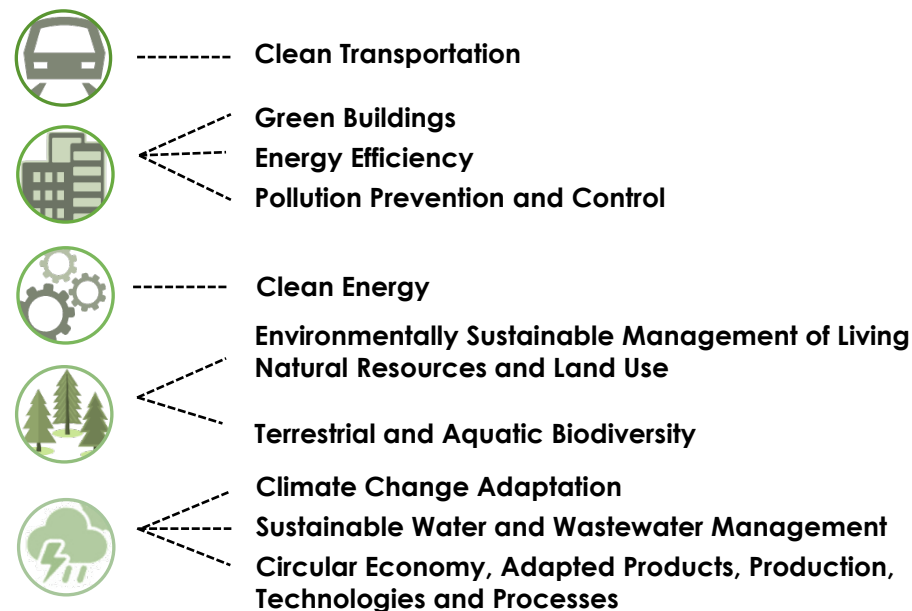 Clean Transportation
Green Buildings
Energy Efficiency
Pollution Prevention and Control
Clean Energy
Environmentally Sustainable Management of Living
Natural Resources and Land Use
Terrestrial and Aquatic Biodiversity
Climate Change Adaptation
Sustainable Water and Wastewater Management
Circular Economy, Adapted Products, Production,
Technologies and Processes